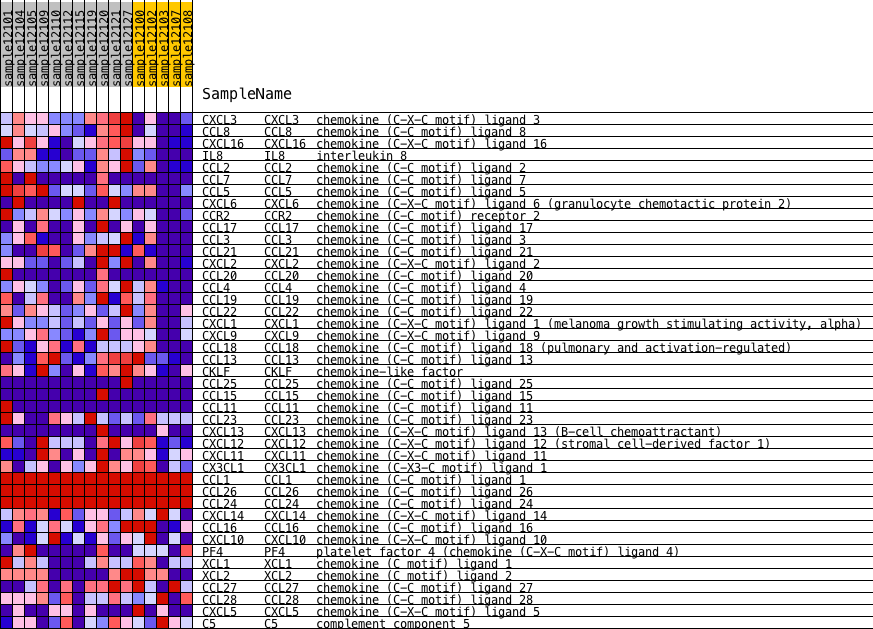 sample12101
sample12104
sample12105
sample12109
sample12110
sample12112
sample12115
sample12119
sample12120
sample12121
sample12127
sample12100
sample12102
sample12103
sample12107
sample12108
SampleName
CXCL3 CXCL3 chemokine (C-X-C motif) ligand 3
CCL8 CCL8 chemokine (C-C motif) ligand 8
CXCL16 CXCL16 chemokine (C-X-C motif) ligand 16
IL8 IL8 interleukin 8
CCL2 CCL2 chemokine (C-C motif) ligand 2
CCL7 CCL7 chemokine (C-C motif) ligand 7
CCL5 CCL5 chemokine (C-C motif) ligand 5
CXCL6 CXCL6 chemokine (C-X-C motif) ligand 6 (granulocyte chemotactic protein 2)
CCR2 CCR2 chemokine (C-C motif) receptor 2
CCL17 CCL17 chemokine (C-C motif) ligand 17
CCL3 CCL3 chemokine (C-C motif) ligand 3
CCL21 CCL21 chemokine (C-C motif) ligand 21
CXCL2 CXCL2 chemokine (C-X-C motif) ligand 2
CCL20 CCL20 chemokine (C-C motif) ligand 20
CCL4 CCL4 chemokine (C-C motif) ligand 4
CCL19 CCL19 chemokine (C-C motif) ligand 19
CCL22 CCL22 chemokine (C-C motif) ligand 22
CXCL1 CXCL1 chemokine (C-X-C motif) ligand 1 (melanoma growth stimulating activity, alpha)
CXCL9 CXCL9 chemokine (C-X-C motif) ligand 9
CCL18 CCL18 chemokine (C-C motif) ligand 18 (pulmonary and activation-regulated)
CCL13 CCL13 chemokine (C-C motif) ligand 13
CKLF CKLF chemokine-like factor
CCL25 CCL25 chemokine (C-C motif) ligand 25
CCL15 CCL15 chemokine (C-C motif) ligand 15
CCL11 CCL11 chemokine (C-C motif) ligand 11
CCL23 CCL23 chemokine (C-C motif) ligand 23
CXCL13 CXCL13 chemokine (C-X-C motif) ligand 13 (B-cell chemoattractant)
CXCL12 CXCL12 chemokine (C-X-C motif) ligand 12 (stromal cell-derived factor 1)
CXCL11 CXCL11 chemokine (C-X-C motif) ligand 11
CX3CL1 CX3CL1 chemokine (C-X3-C motif) ligand 1
CCL1 CCL1 chemokine (C-C motif) ligand 1
CCL26 CCL26 chemokine (C-C motif) ligand 26
CCL24 CCL24 chemokine (C-C motif) ligand 24
CXCL14 CXCL14 chemokine (C-X-C motif) ligand 14
CCL16 CCL16 chemokine (C-C motif) ligand 16
CXCL10 CXCL10 chemokine (C-X-C motif) ligand 10
PF4 PF4 platelet factor 4 (chemokine (C-X-C motif) ligand 4)
XCL1 XCL1 chemokine (C motif) ligand 1
XCL2 XCL2 chemokine (C motif) ligand 2
CCL27 CCL27 chemokine (C-C motif) ligand 27
CCL28 CCL28 chemokine (C-C motif) ligand 28
CXCL5 CXCL5 chemokine (C-X-C motif) ligand 5
C5 C5 complement component 5